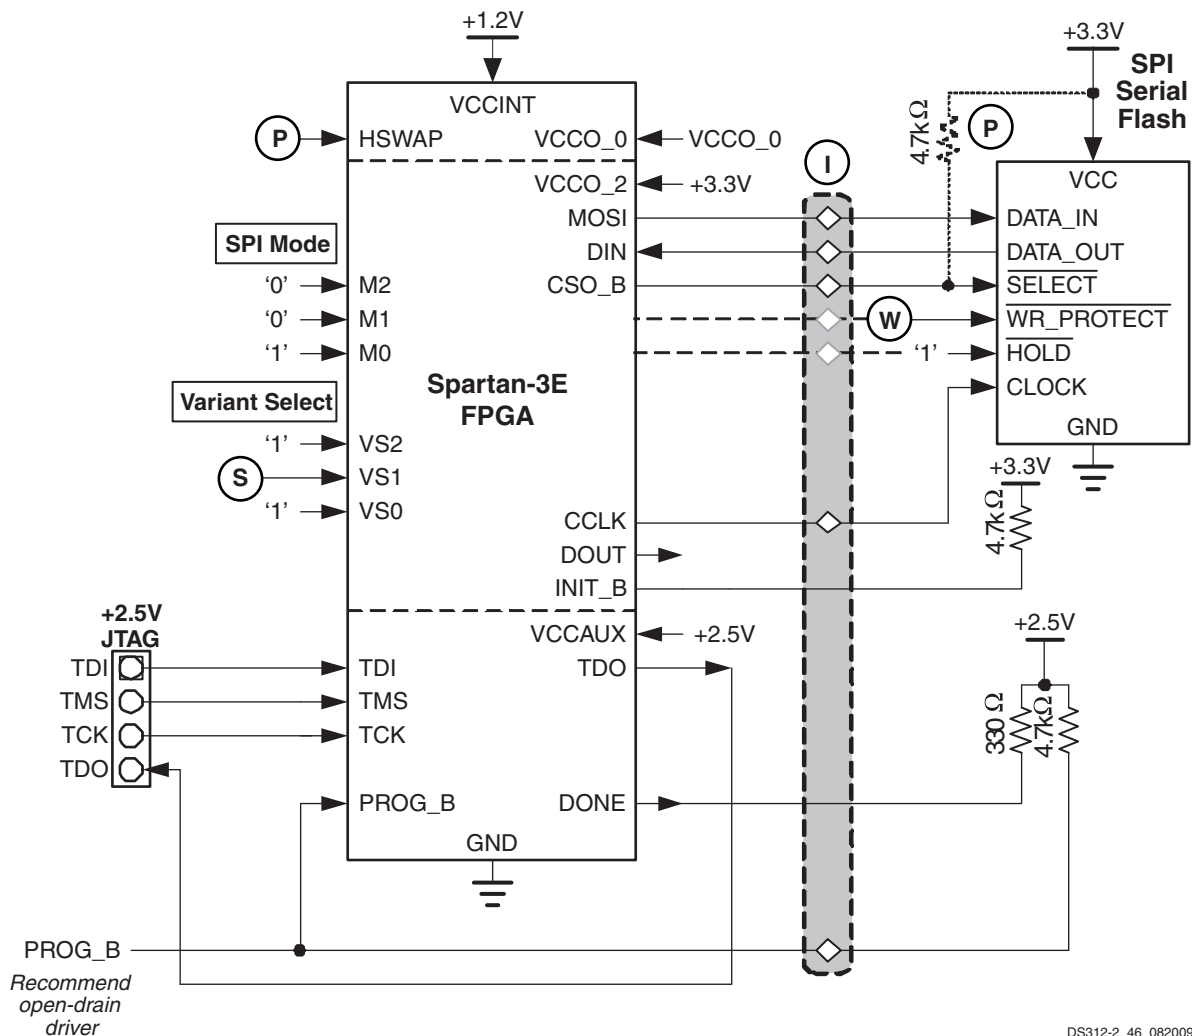 +1.2V
+3.3V
SPI
Serial
Flash
VCCINT
P
HSWAP
VCCO_0
VCCO_0
4.7kΩ
P
I
VCCO_2
+3.3V
VCC
MOSI
DATA_IN
SPI Mode
DIN
DATA_OUT
'0'
M2
CSO_B
SELECT
'0'
M1
W
WR_PROTECT
'1'
M0
'1'
HOLD
Spartan-3E
FPGA
CLOCK
Variant Select
GND
'1'
VS2
S
VS1
+3.3V
'1'
VS0
CCLK
4.7kΩ
DOUT
INIT_B
+2.5V
JTAG
VCCAUX
+2.5V
+2.5V
TDI
TDI
TDO
TMS
TMS
330 Ω
4.7kΩ
TCK
TCK
TDO
PROG_B
DONE
GND
PROG_B
Recommend
open-drain
driver
DS312-2_46_082009